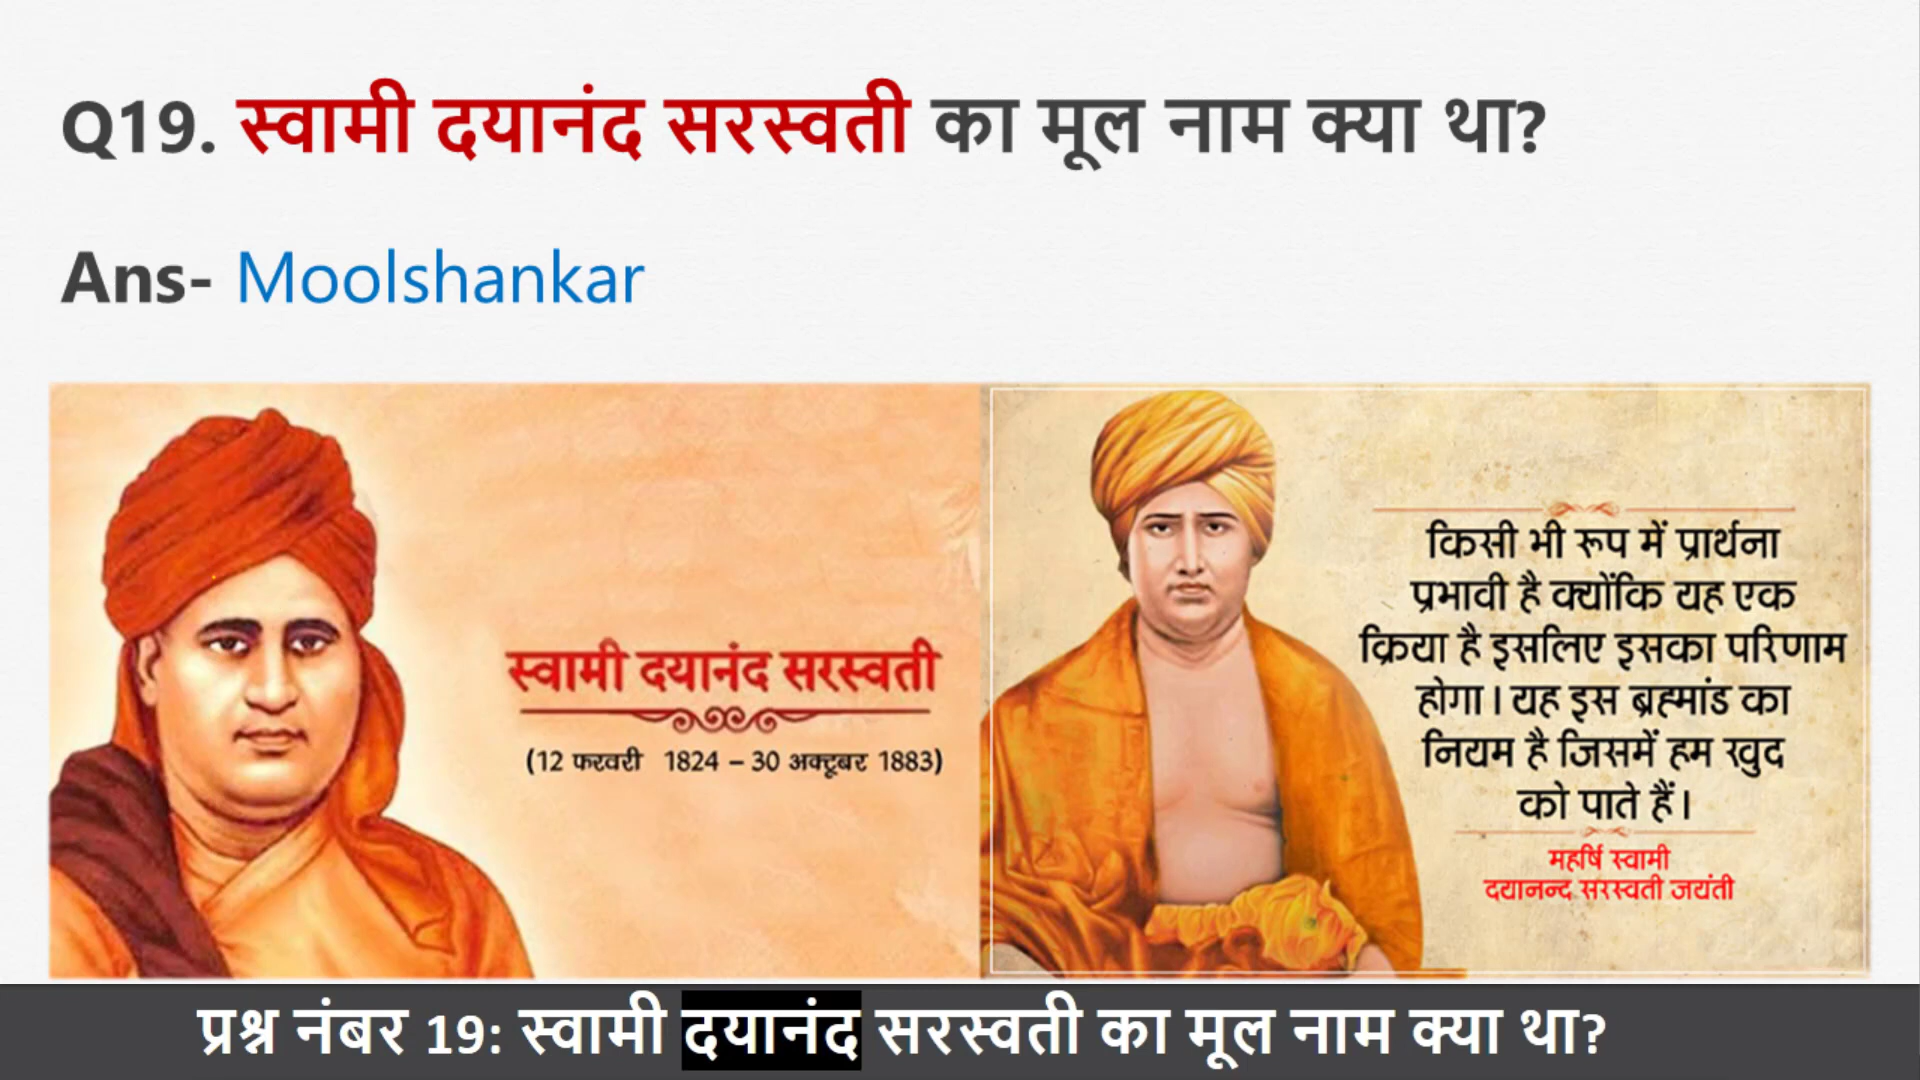 Q19. स्वामी दयानंद सरस्वती का मूल नाम क्या था?
Ans- Moolshankar
स्वामी दयानंद सरस्वती
(12 फरवरी 1824 – 30 अक्टूबर 1883)
किसी भी रूप में प्रार्थना
प्रभावी है क्योंकि यह एक
क्रिया है इसलिए इसका परिणाम
होगा। यह इस ब्रह्मांड का
नियम है जिसमें हम खुद
को पाते हैं।
महर्षि स्वामी
दयानन्द सरस्वती जयंती
प्रश्न नंबर 19: स्वामी दयानंद सरस्वती का मूल नाम क्या था?